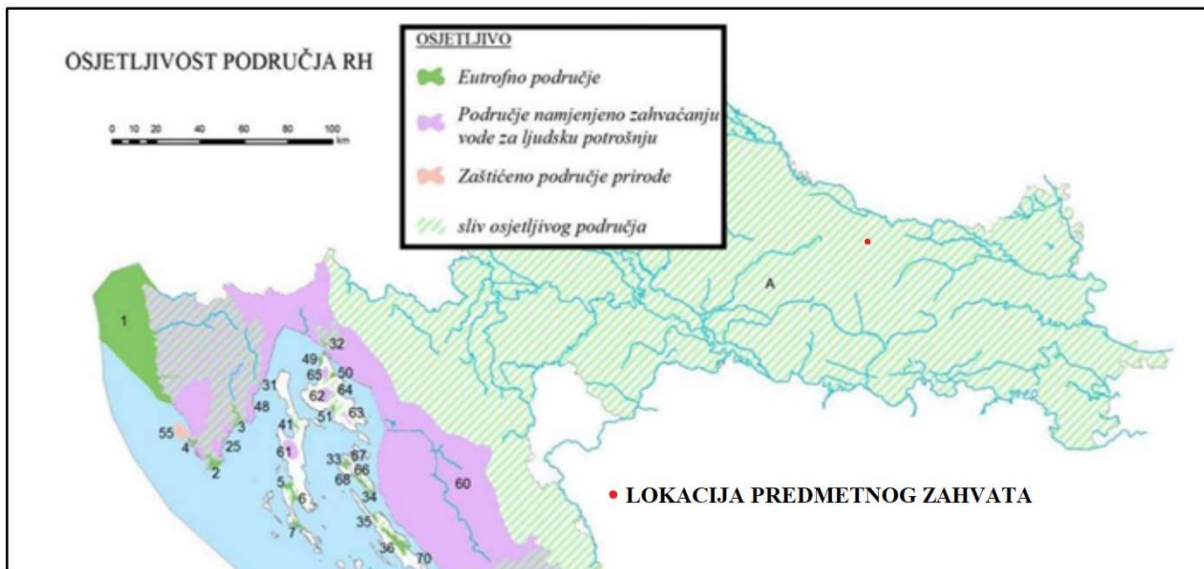 OSJETLJIVOST PODRUČJA RH
0 10 20 40 60 80 100
km
OSJETLJIVO
Eutrofno područje
Područje namjenjeno zahvaćanju
vode za ljudsku potrošnju
Zaštićeno područje prirode
sliv osjetljivog područja
A
1
32
49
65
50
31
62
64
51
63
48
3
55
4
25
2
41
61
33
67
66
68
34
60
5
6
7
35
36
70
LOKACIJA PREDMETNOG ZAHVATA